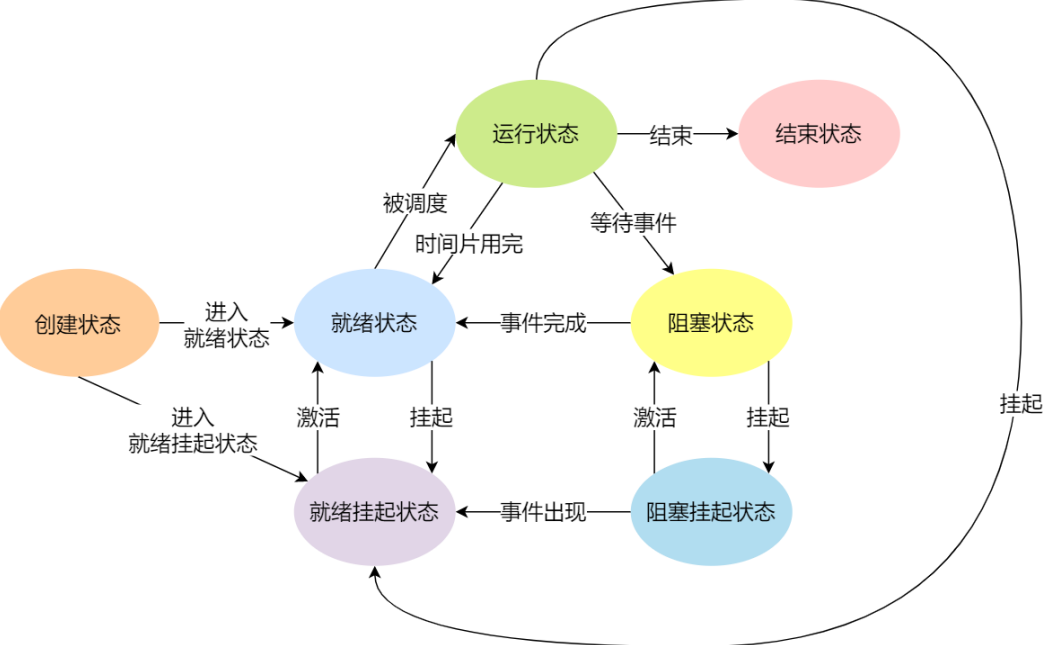 运行状态
结束
结束状态
被调度
时间片用完
等待事件
创建状态
进入
就绪状态
就绪状态
事件完成
阻塞状态
进入
就绪挂起状态
激活
挂起
激活
挂起
挂起
就绪挂起状态
事件出现
阻塞挂起状态